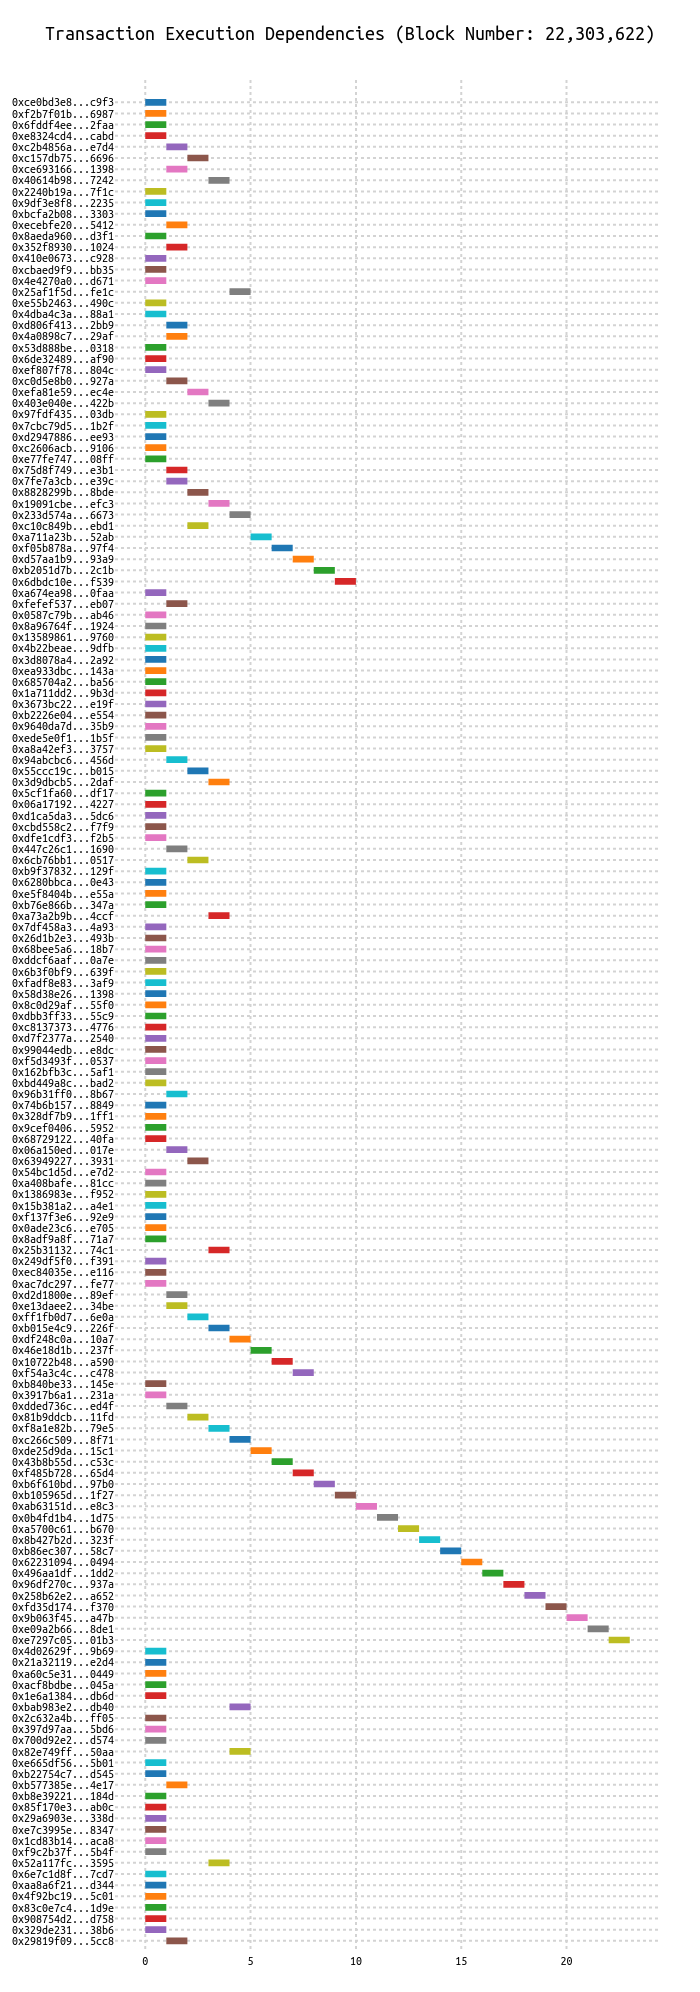 Transaction Execution Dependencies (Block Number: 22,303,622)
0xce0bd3e8...c9f3
0xf2b7f01b...6987
0x6fddf4ee...2faa
0xe8324cd4...cabd
0xc2b4856a...e7d4
0xc157db75...6696
0xce693166...1398
0x40614b98...7242
0x2240b19a...7f1c
0x9df3e8f8...2235
0xbcfa2b08...3303
0xecebfe20...5412
0x8aeda960...d3f1
0x352f8930...1024
0x410e0673...c928
0xcbaed9f9...bb35
0x4e4270a0...d671
0x25af1f5d...fe1c
0xe55b2463...490c
0x4dba4c3a...88a1
0xd806f413...2bb9
0x4a0898c7...29af
0x53d888be...0318
0x6de32489...af90
0xef807f78...804c
0xc0d5e8b0...927a
0xefa81e59...ec4e
0x403e040e...422b
0x97fdf435...03db
0x7cbc79d5...1b2f
0xd2947886...ee93
0xc2606acb...9106
0xe77fe747...08ff
0x75d8f749...e3b1
0x7fe7a3cb...e39c
0x8828299b...8bde
0x19091cbe...efc3
0x233d574a...6673
0xc10c849b...ebd1
0xa711a23b...52ab
0xf05b878a...97f4
0xd57aa1b9...93a9
0xb2051d7b...2c1b
0x6dbdc10e...f539
0xa674ea98...0faa
0xfefef537...eb07
0x0587c79b...ab46
0x8a96764f...1924
0x13589861...9760
0x4b22beae...9dfb
0x3d8078a4...2a92
0xea933dbc...143a
0x685704a2...ba56
0x1a711dd2...9b3d
0x3673bc22...e19f
0xb2226e04...e554
0x9640da7d...35b9
0xede5e0f1...1b5f
0xa8a42ef3...3757
0x94abcbc6...456d
0x55ccc19c...b015
0x3d9dbcb5...2daf
0x5cf1fa60...df17
0x06a17192...4227
0xd1ca5da3...5dc6
0xcbd558c2...f7f9
0xdfe1cdf3...f2b5
0x447c26c1...1690
0x6cb76bb1...0517
0xb9f37832...129f
0x6280bbca...0e43
0xe5f8404b...e55a
0xb76e866b...347a
0xa73a2b9b...4ccf
0x7df458a3...4a93
0x26d1b2e3...493b
0x68bee5a6...18b7
0xddcf6aaf...0a7e
0x6b3f0bf9...639f
0xfadf8e83...3af9
0x58d38e26...1398
0x8c0d29af...55f0
0xdbb3ff33...55c9
0xc8137373...4776
0xd7f2377a...2540
0x99044edb...e8dc
0xf5d3493f...0537
0x162bfb3c...5af1
0xbd449a8c...bad2
0x96b31ff0...8b67
0x74b6b157...8849
0x328df7b9...1ff1
0x9cef0406...5952
0x68729122...40fa
0x06a150ed...017e
0x63949227...3931
0x54bc1d5d...e7d2
0xa408bafe...81cc
0x1386983e...f952
0x15b381a2...a4e1
0xf137f3e6...92e9
0x0ade23c6...e705
0x8adf9a8f...71a7
0x25b31132...74c1
0x249df5f0...f391
0xec84035e...e116
0xac7dc297...fe77
0xd2d1800e...89ef
0xe13daee2...34be
0xff1fb0d7...6e0a
0xb015e4c9...226f
0xdf248c0a...10a7
0x46e18d1b...237f
0x10722b48...a590
0xf54a3c4c...c478
0xb840be33...145e
0x3917b6a1...231a
0xdded736c...ed4f
0x81b9ddcb...11fd
0xf8a1e82b...79e5
0xc266c509...8f71
0xde25d9da...15c1
0x43b8b55d...c53c
0xf485b728...65d4
0xb6f610bd...97b0
0xb105965d...1f27
0xab63151d...e8c3
0x0b4fd1b4...1d75
0xa5700c61...b670
0x8b427b2d...323f
0xb86ec307...58c7
0x62231094...0494
0x496aa1df...1dd2
0x96df270c...937a
0x258b62e2...a652
0xfd35d174...f370
0x9b063f45...a47b
0xe09a2b66...8de1
0xe7297c05...01b3
0x4d02629f...9b69
0x21a32119...e2d4
0xa60c5e31...0449
0xacf8bdbe...045a
0x1e6a1384...db6d
0xbab983e2...db40
0x2c632a4b...ff05
0x397d97aa...5bd6
0x700d92e2...d574
0x82e749ff...50aa
0xe665df56...5b01
0xb22754c7...d545
0xb577385e...4e17
0xb8e39221...184d
0x85f170e3...ab0c
0x29a6903e...338d
0xe7c3995e...8347
0x1cd83b14...aca8
0xf9c2b37f...5b4f
0x52a117fc...3595
0x6e7c1d8f...7cd7
0xaa8a6f21...d344
0x4f92bc19...5c01
0x83c0e7c4...1d9e
0x908754d2...d758
0x329de231...38b6
0x29819f09...5cc8
0 5 10 15 20